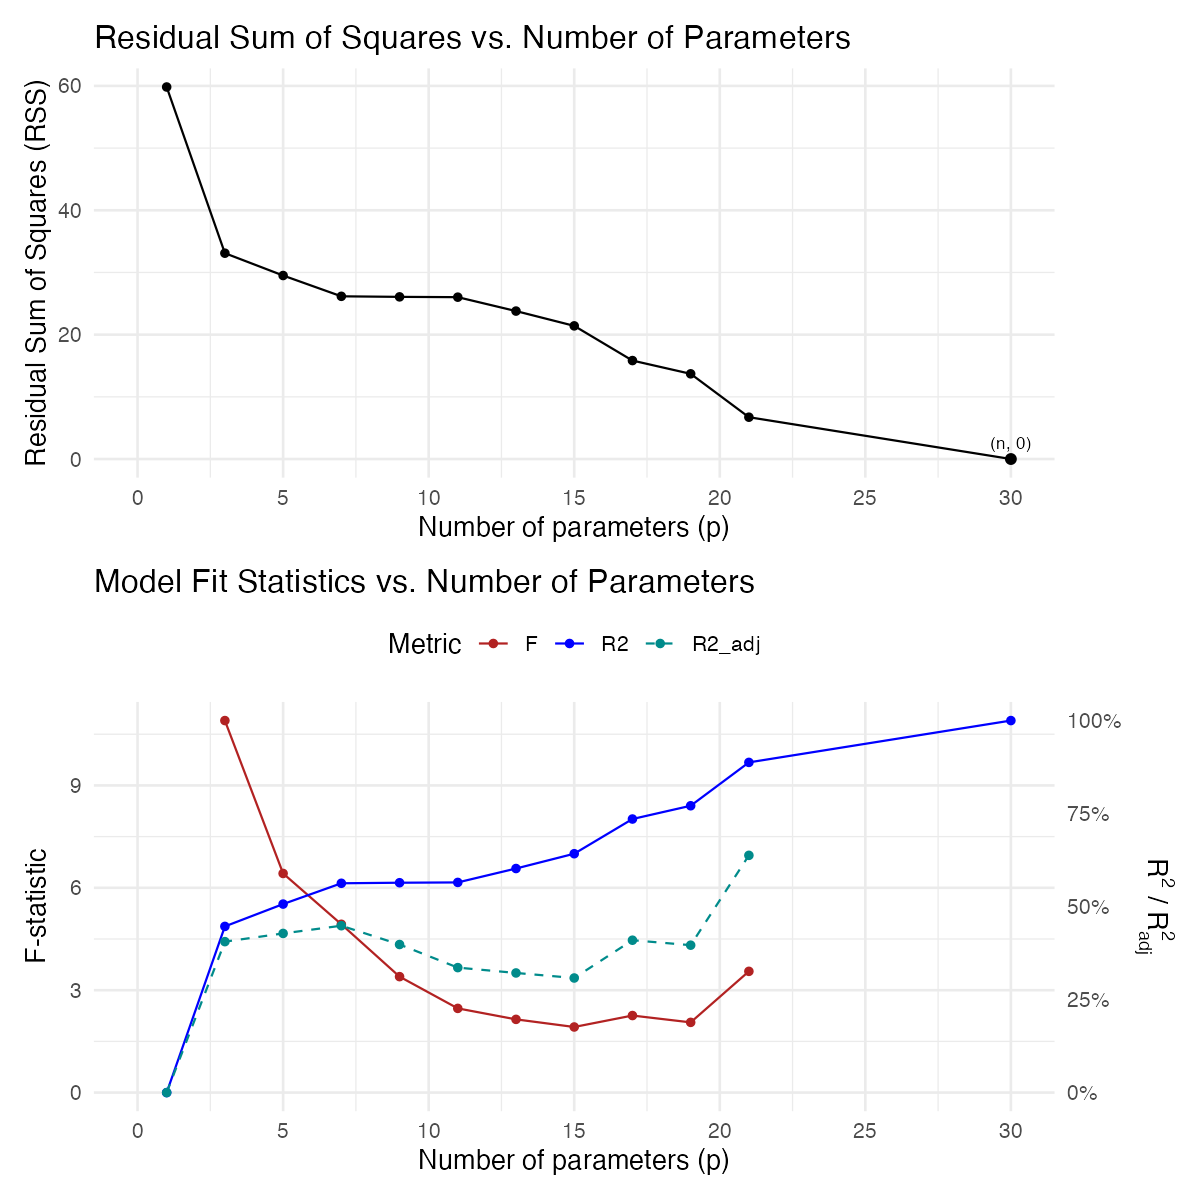 Residual Sum of Squares vs. Number of Parameters
Residual Sum of Squares (RSS)
60
40
20
0
(n, 0)
0 5 10 15 20 25 30
Number of parameters (p)
Model Fit Statistics vs. Number of Parameters
Metric F R2 R2_adj
F-statistic
9
6
3
0
100%
75%
50%
25%
0%
R² / R²adj
0 5 10 15 20 25 30
Number of parameters (p)